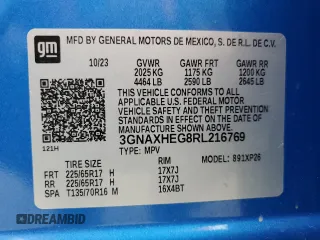 gm
MFD BY GENERAL MOTORS DE MEXICO, S. DE R.L. DE C.V.
10/23 GVWR GAWR FRT GAWR RR
2025 KG 1175 KG 1200 KG
4464 LB 2590 LB 2645 LB
THIS VEHICLE CONFORMS TO ALL
APPLICABLE U.S. FEDERAL MOTOR
VEHICLE SAFETY AND THEFT PREVENTION
STANDARDS IN EFFECT ON THE DATE OF
MANUFACTURE SHOWN ABOVE.
3GNAXHEG8RL216769
121H TYPE: MPV MODEL: 891XP26
TIRE SIZE RIM
FRT 225/65R17 H 17X7J
RR 225/65R17 H 17X7J
SPA T135/70R16 M 16X4BT
DREAMBID